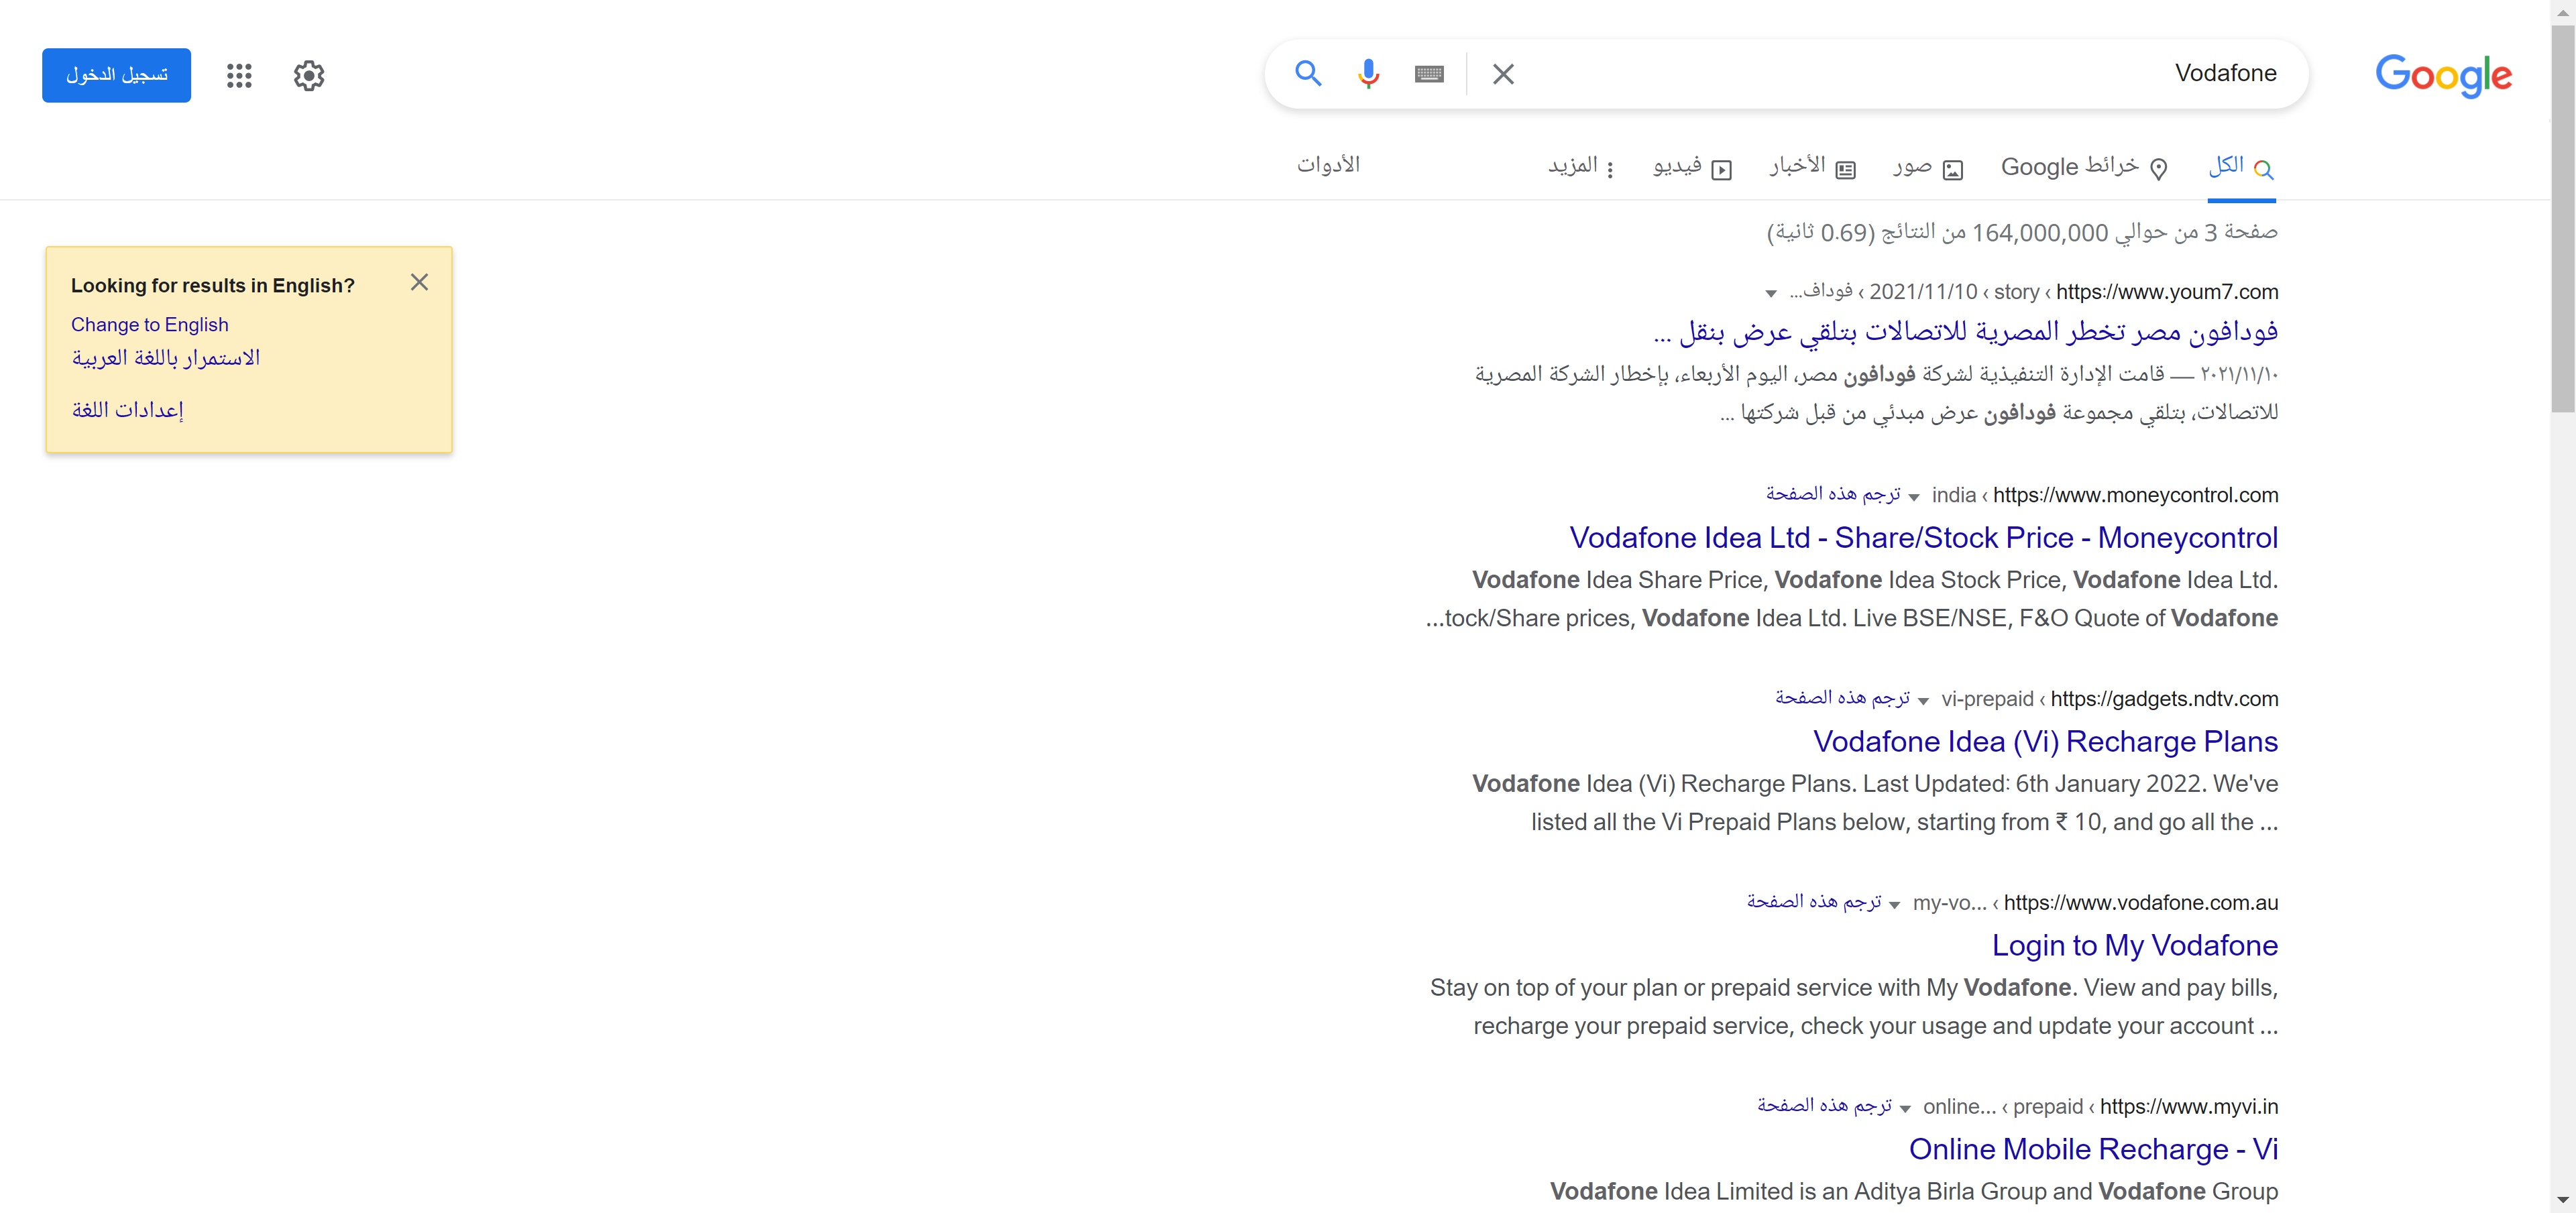 Google
Vodafone
تسجيل الدخول
الكل
خرائط Google
صور
الأخبار
فيديو
المزيد
الأدوات
صفحة 3 من حوالي 164,000,000 من النتائج (0.69 ثانية)
Looking for results in English?
Change to English
الاستمرار باللغة العربية
إعدادات اللغة
https://www.youm7.com › story › 2021/11/10 › فوداف...
فودافون مصر تخطر المصرية للاتصالات بتلقي عرض بنقل ...
٢٠٢١/١١/١٠ — قامت الإدارة التنفيذية لشركة فودافون مصر، اليوم الأربعاء، بإخطار الشركة المصرية
للاتصالات، بتلقي مجموعة فودافون عرض مبدئي من قبل شركتها ...
https://www.moneycontrol.com › india ترجم هذه الصفحة
Vodafone Idea Ltd - Share/Stock Price - Moneycontrol
Vodafone Idea Share Price, Vodafone Idea Stock Price, Vodafone Idea Ltd.
...tock/Share prices, Vodafone Idea Ltd. Live BSE/NSE, F&O Quote of Vodafone
https://gadgets.ndtv.com › vi-prepaid ترجم هذه الصفحة
Vodafone Idea (Vi) Recharge Plans
Vodafone Idea (Vi) Recharge Plans. Last Updated: 6th January 2022. We've
listed all the Vi Prepaid Plans below, starting from ₹ 10, and go all the ...
https://www.vodafone.com.au › my-vo... ترجم هذه الصفحة
Login to My Vodafone
Stay on top of your plan or prepaid service with My Vodafone. View and pay bills,
recharge your prepaid service, check your usage and update your account ...
https://www.myvi.in › prepaid › online... ترجم هذه الصفحة
Online Mobile Recharge - Vi
Vodafone Idea Limited is an Aditya Birla Group and Vodafone Group